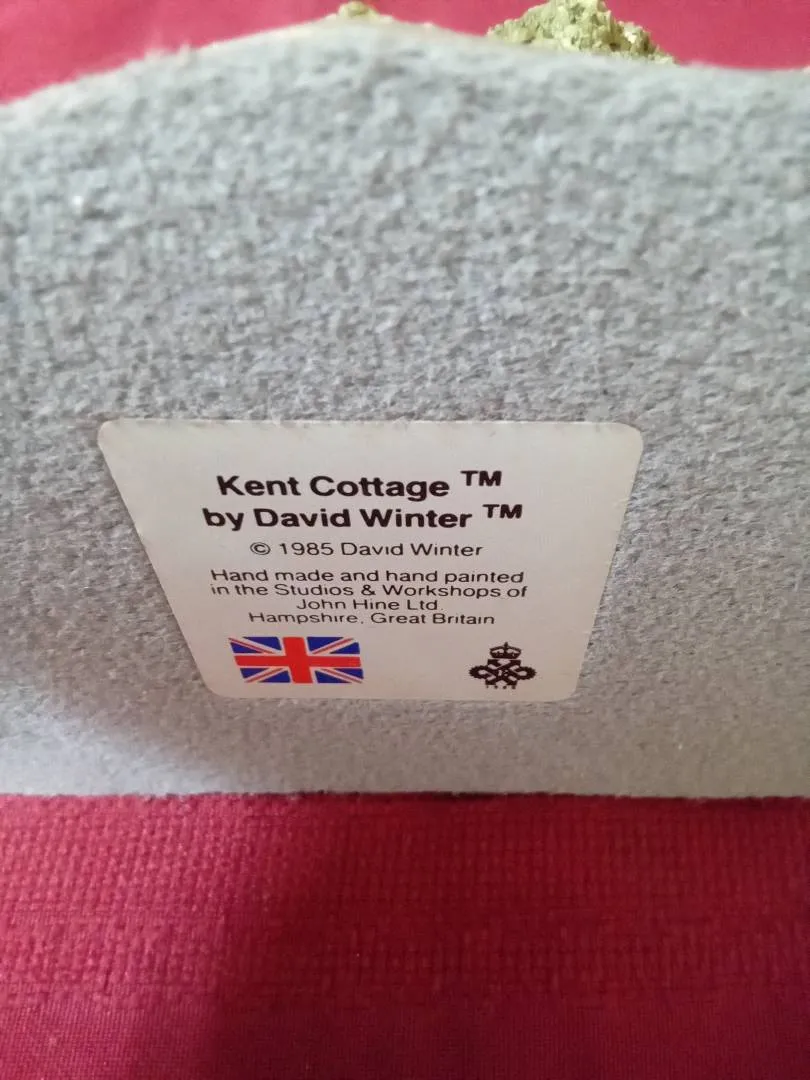 Kent Cottage ™
by David Winter ™
© 1985 David Winter
Hand made and hand painted
in the Studios & Workshops of
John Hine Ltd.
Hampshire, Great Britain